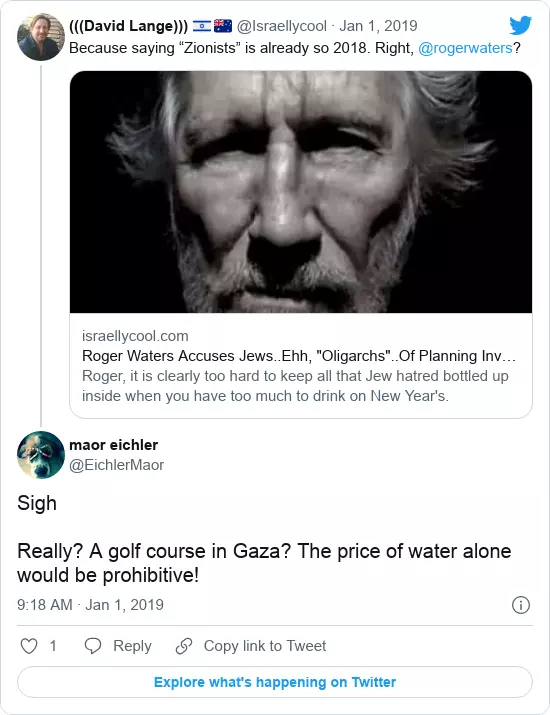 (((David Lange))) 🇮🇱 🇦🇺 @Israellycool · Jan 1, 2019
Because saying “Zionists” is already so 2018. Right, @rogerwaters?
israellycool.com
Roger Waters Accuses Jews..Ehh, "Oligarchs"..Of Planning Inv…
Roger, it is clearly too hard to keep all that Jew hatred bottled up
inside when you have too much to drink on New Year's.
maor eichler
@EichlerMaor
Sigh
Really? A golf course in Gaza? The price of water alone
would be prohibitive!
9:18 AM · Jan 1, 2019
1 Reply Copy link to Tweet
Explore what's happening on Twitter